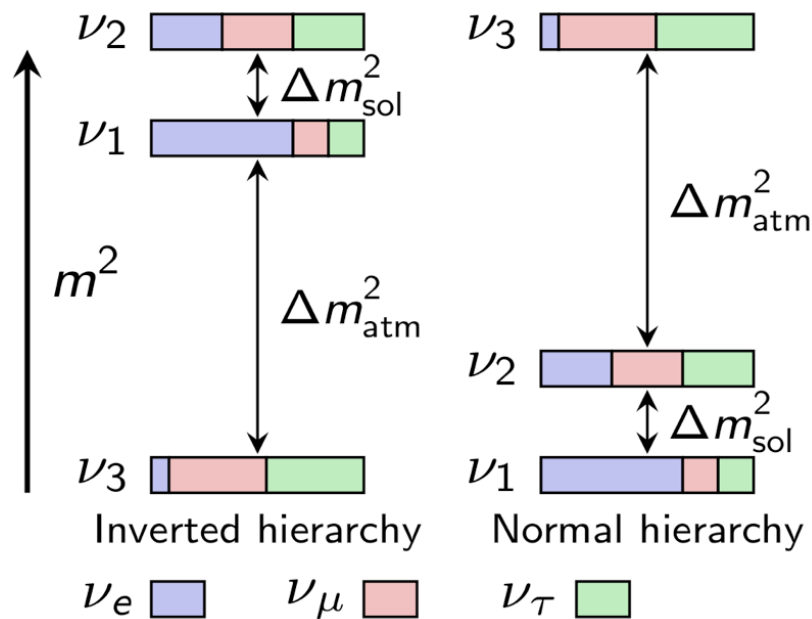 ν₂
Δm²sol
ν₁
m²
Δm²atm
ν₃
Inverted hierarchy
ν₃
Δm²atm
ν₂
Δm²sol
ν₁
Normal hierarchy
νₑ νμ ντ